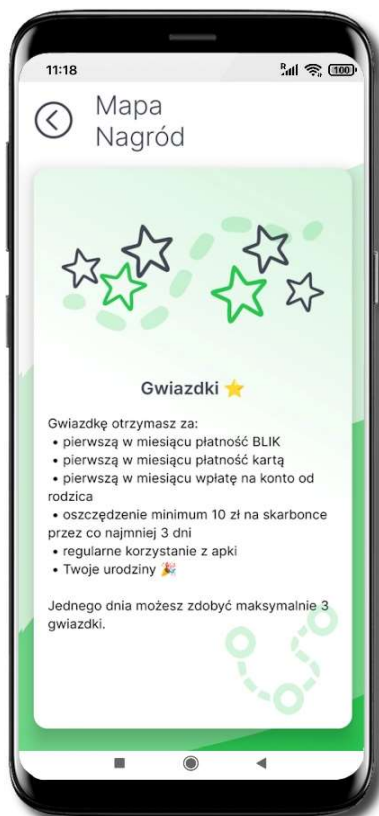 11:18
R
100
Mapa
Nagród
Gwiazdki ⭐
Gwiazdkę otrzymasz za:
• pierwszą w miesiącu płatność BLIK
• pierwszą w miesiącu płatność kartą
• pierwszą w miesiącu wpłatę na konto od
rodzica
• oszczędzenie minimum 10 zł na skarbonce
przez co najmniej 3 dni
• regularne korzystanie z apki
• Twoje urodziny 🎉
Jednego dnia możesz zdobyć maksymalnie 3
gwiazdki.